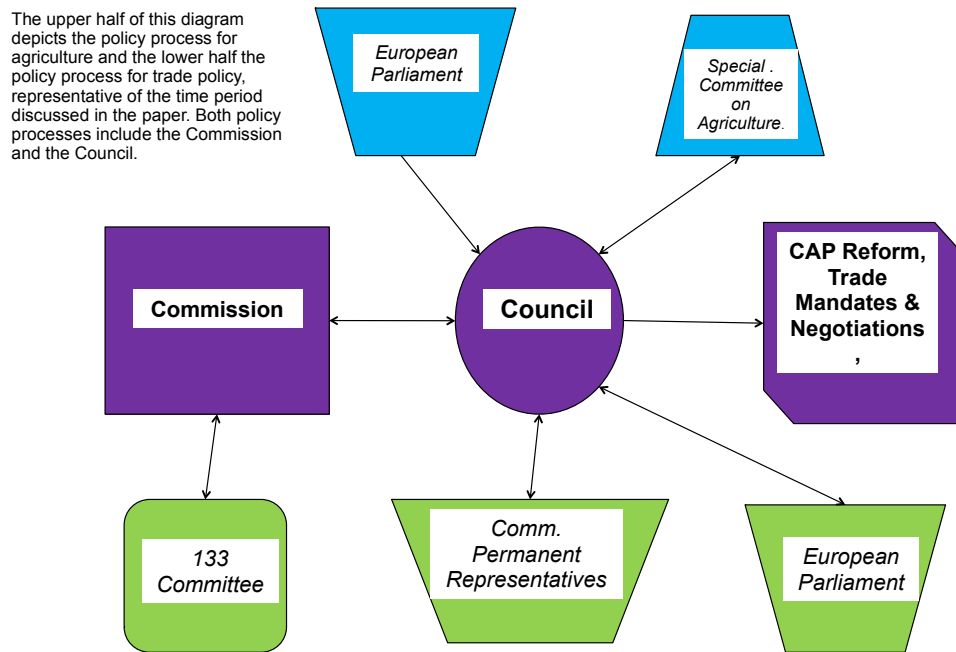 The upper half of this diagram
depicts the policy process for
agriculture and the lower half the
policy process for trade policy,
representative of the time period
discussed in the paper. Both policy
processes include the Commission
and the Council.
European
Parliament
Special .
Committee
on
Agriculture.
Commission
Council
CAP Reform,
Trade
Mandates &
Negotiations
,
133
Committee
Comm.
Permanent
Representatives
European
Parliament